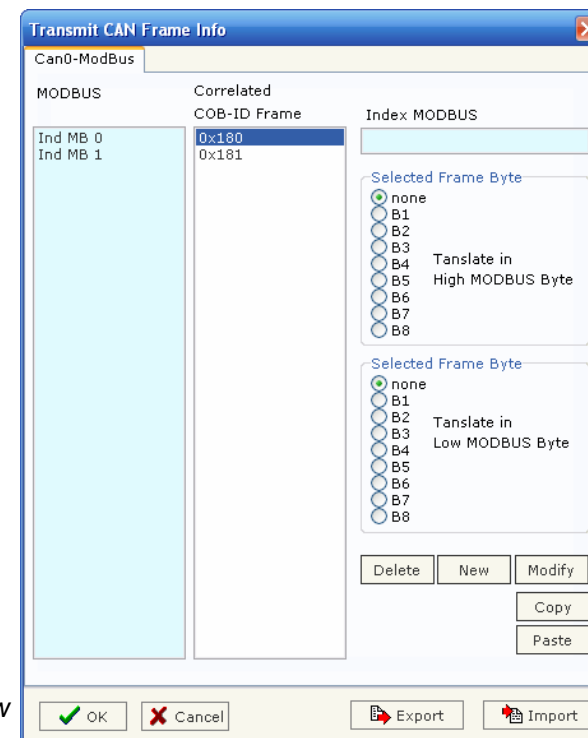 Transmit CAN Frame Info
Can0-ModBus
MODBUS
Correlated
COB-ID Frame
Index MODBUS
Ind MB 0
Ind MB 1
0x180
0x181
Selected Frame Byte
none
B1
B2
B3
B4
B5
B6
B7
B8
Tanslate in
High MODBUS Byte
Selected Frame Byte
none
B1
B2
B3
B4
B5
B6
B7
B8
Tanslate in
Low MODBUS Byte
Delete
New
Modify
Copy
Paste
w
OK
Cancel
Export
Import